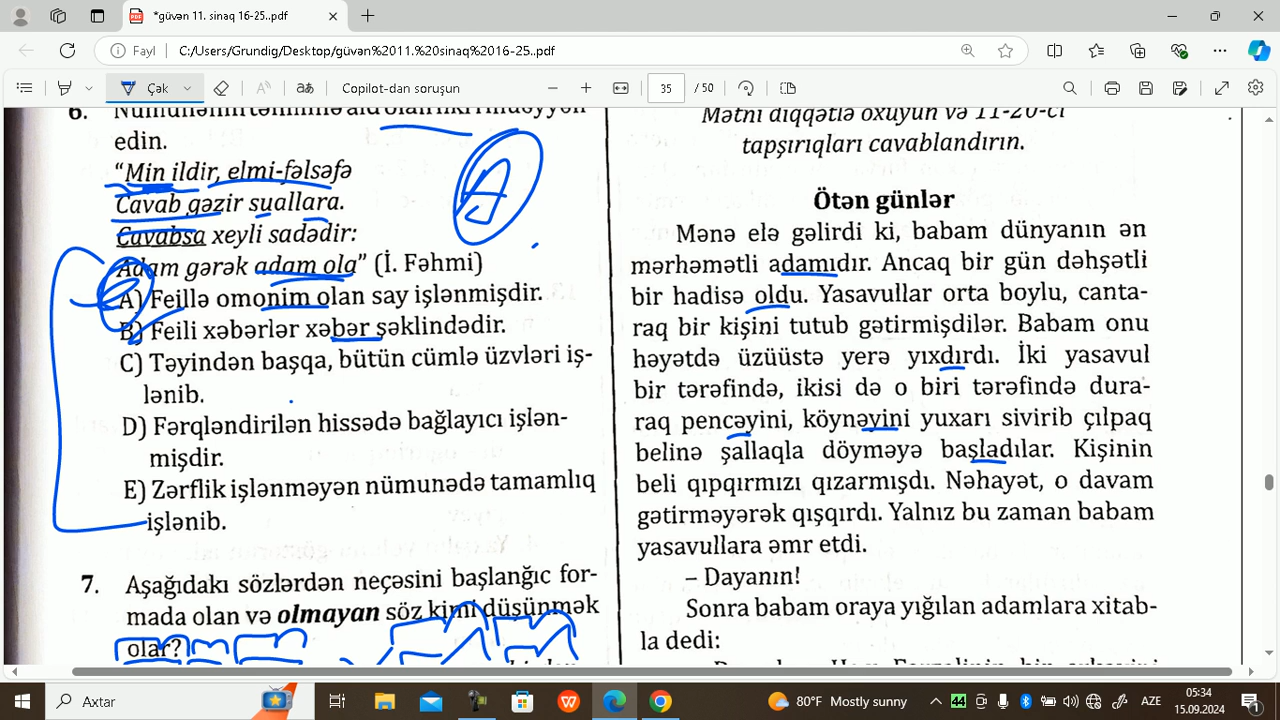 *güvən 11. sinaq 16-25..pdf
Fayl
C:/Users/Grundig/Desktop/güvən%2011.%20sinaq%2016-25..pdf
Çək
aあ
Copilot-dan soruşun
35
/ 50
6.
edin.
“Min ildir, elmi-fəlsəfə
Cavab gəzir suallara.
Cavabsa xeyli sadədir:
Adam gərək adam ola” (İ. Fəhmi)
A) Feillə omonim olan say işlənmişdir.
B) Feili xəbərlər xəbər şəklindədir.
C) Təyindən başqa, bütün cümlə üzvləri iş-
lənib.
D) Fərqləndirilən hissədə bağlayıcı işlən-
mişdir.
E) Zərflik işlənməyən nümunədə tamamlıq
işlənib.
7. Aşağıdakı sözlərdən neçəsini başlanğıc for-
mada olan və olmayan söz kimi düşünmək
olar?
A
Mətni diqqətlə oxuyun və 11-20-ci
tapşırıqları cavablandırın.
Ötən günlər
Mənə elə gəlirdi ki, babam dünyanın ən
mərhəmətli adamıdır. Ancaq bir gün dəhşətli
bir hadisə oldu. Yasavullar orta boylu, canta-
raq bir kişini tutub gətirmişdilər. Babam onu
həyətdə üzüüstə yerə yıxdırdı. İki yasavul
bir tərəfində, ikisi də o biri tərəfində dura-
raq pencəyini, köynəyini yuxarı sivirib çılpaq
belinə şallaqla döyməyə başladılar. Kişinin
beli qıpqırmızı qızarmışdı. Nəhayət, o davam
gətirməyərək qışqırdı. Yalnız bu zaman babam
yasavullara əmr etdi.
– Dayanın!
Sonra babam oraya yığılan adamlara xitab-
la dedi:
Axtar
80°F Mostly sunny
44
AZE
05:34
15.09.2024